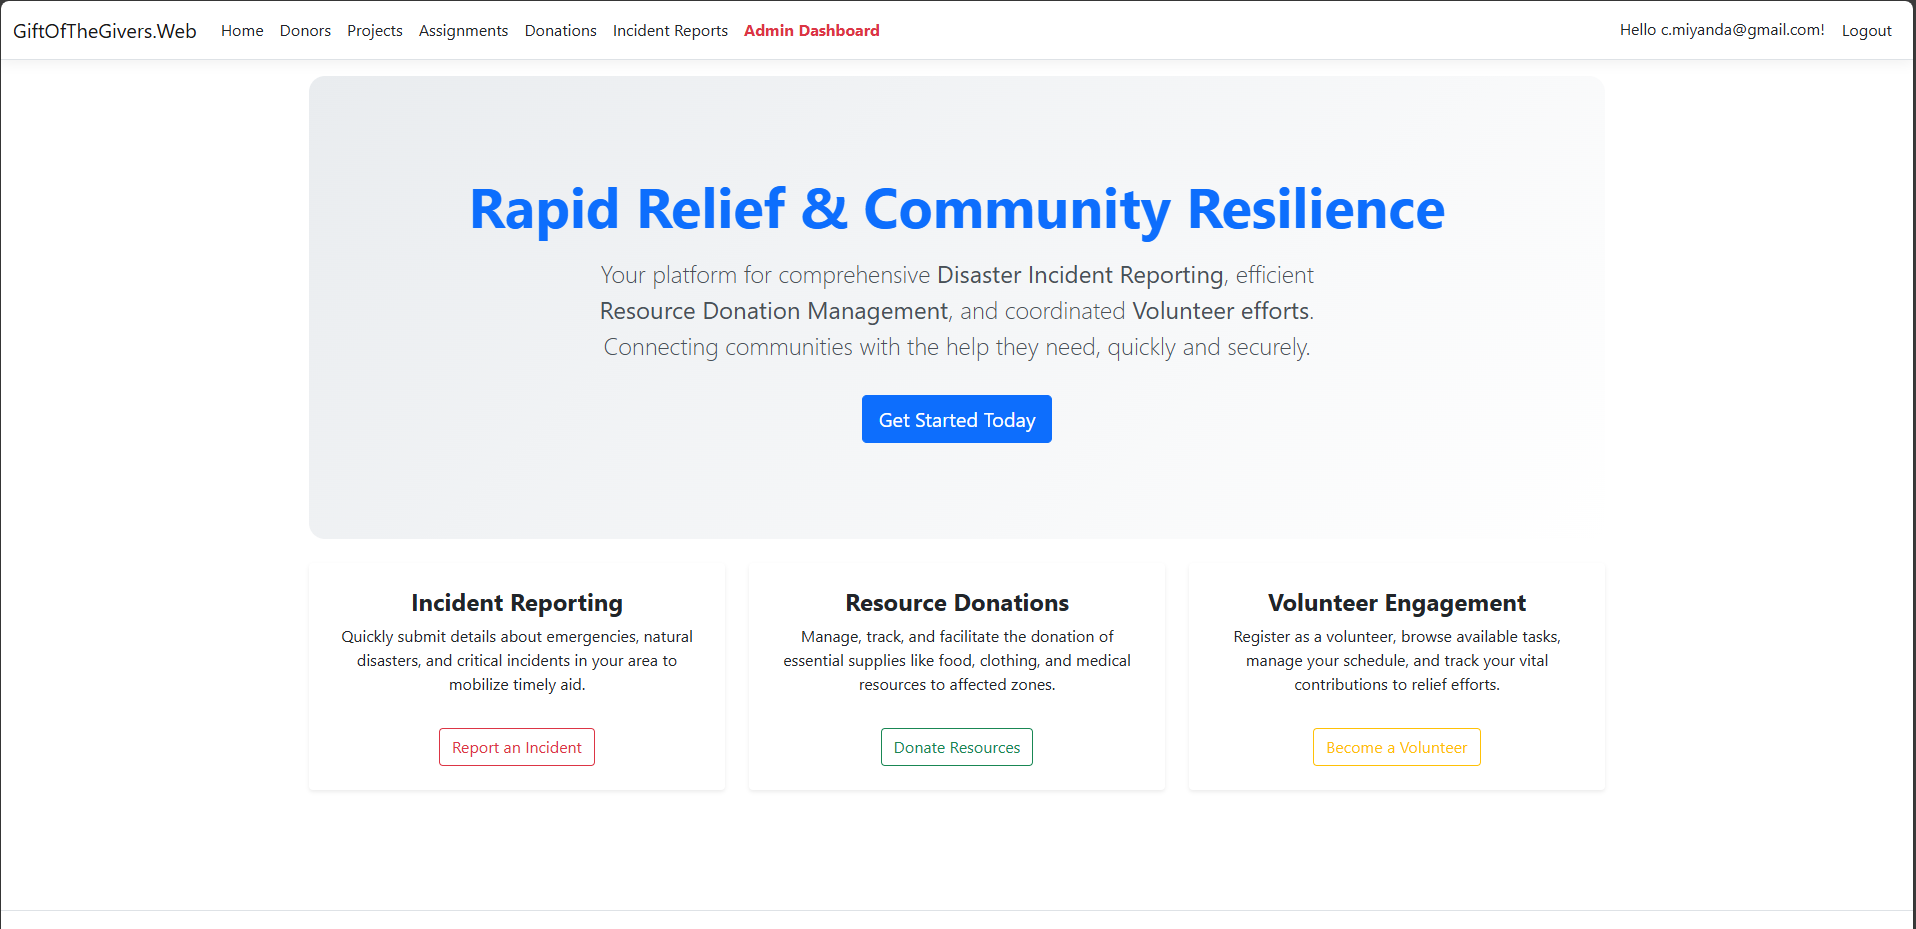 GiftOfTheGivers.Web Home Donors Projects Assignments Donations Incident Reports Admin Dashboard Hello c.miyanda@gmail.com! Logout
Rapid Relief & Community Resilience
Your platform for comprehensive Disaster Incident Reporting, efficient
Resource Donation Management, and coordinated Volunteer efforts.
Connecting communities with the help they need, quickly and securely.
Get Started Today
Incident Reporting
Quickly submit details about emergencies, natural
disasters, and critical incidents in your area to
mobilize timely aid.
Report an Incident
Resource Donations
Manage, track, and facilitate the donation of
essential supplies like food, clothing, and medical
resources to affected zones.
Donate Resources
Volunteer Engagement
Register as a volunteer, browse available tasks,
manage your schedule, and track your vital
contributions to relief efforts.
Become a Volunteer